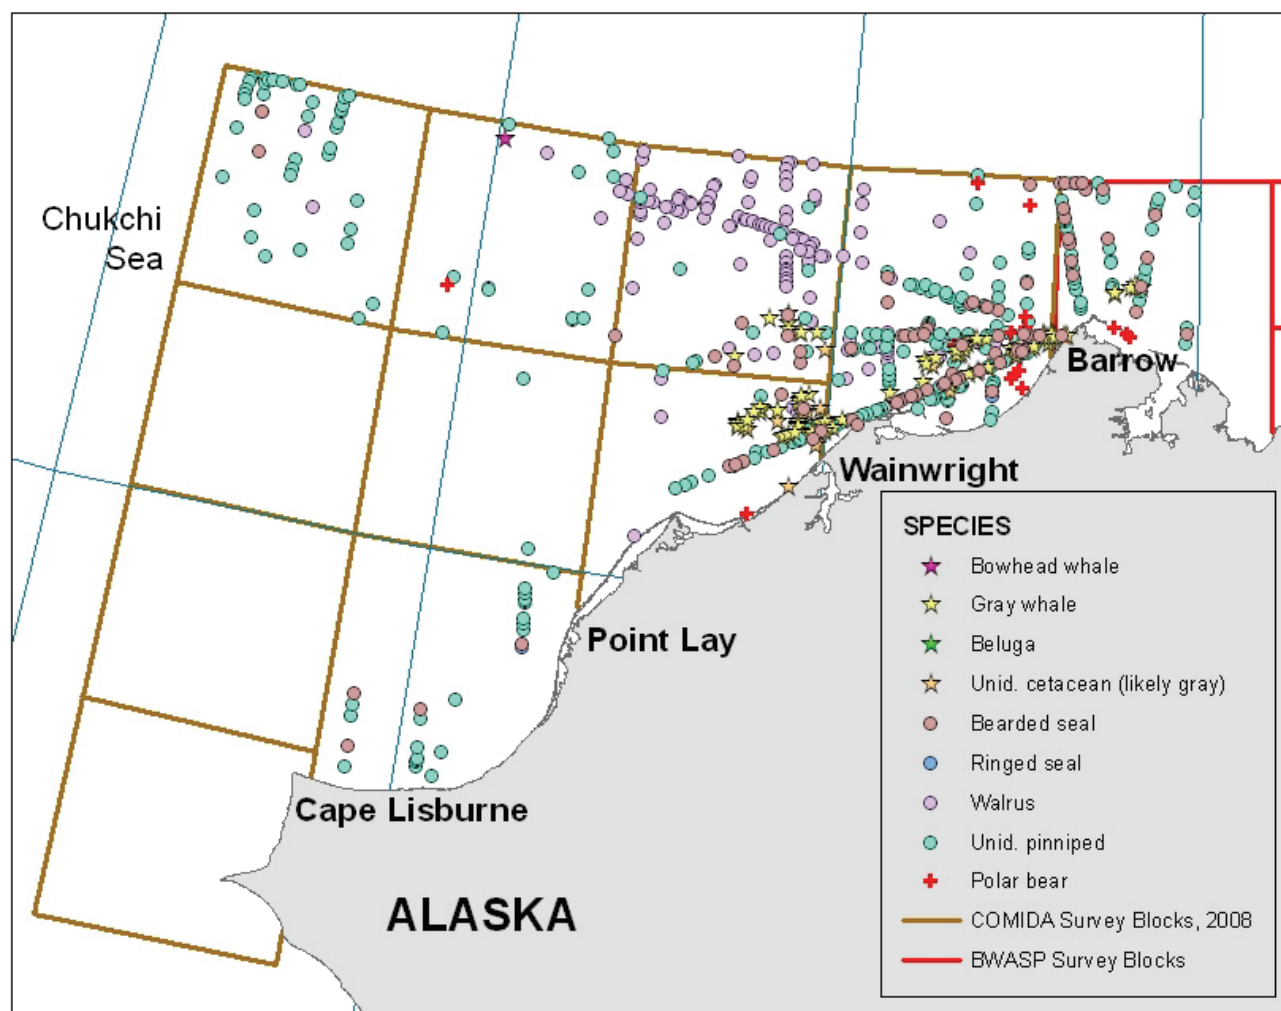 Chukchi
Sea
Barrow
Wainwright
Point Lay
Cape Lisburne
ALASKA
SPECIES
Bowhead whale
Gray whale
Beluga
Unid. cetacean (likely gray)
Bearded seal
Ringed seal
Walrus
Unid. pinniped
Polar bear
COMIDA Survey Blocks, 2008
BWASP Survey Blocks